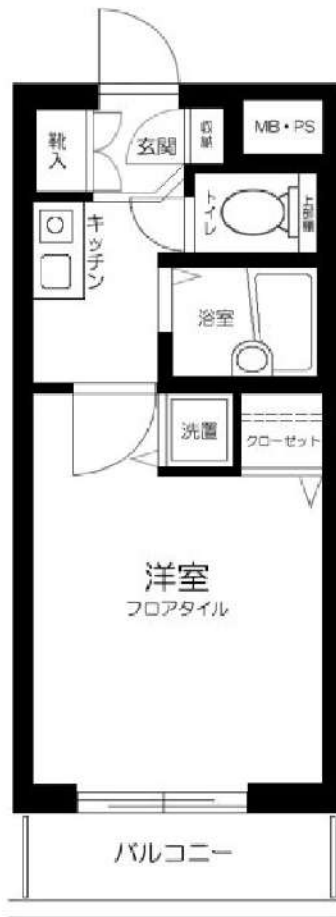 靴入
玄関
収納
MB・PS
キッチン
トイレ
上部棚
浴室
洗置
クローゼット
洋室
フロアタイル
バルコニー